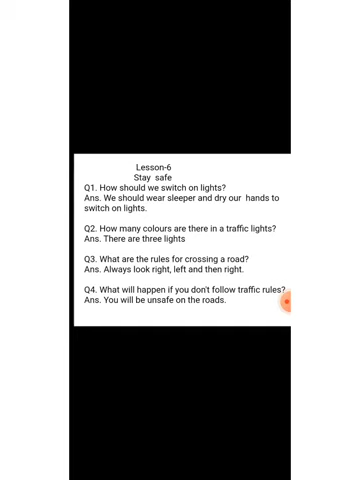 Lesson-6
Stay safe
Q1. How should we switch on lights?
Ans. We should wear sleeper and dry our hands to
switch on lights.
Q2. How many colours are there in a traffic lights?
Ans. There are three lights
Q3. What are the rules for crossing a road?
Ans. Always look right, left and then right.
Q4. What will happen if you don't follow traffic rules?
Ans. You will be unsafe on the roads.